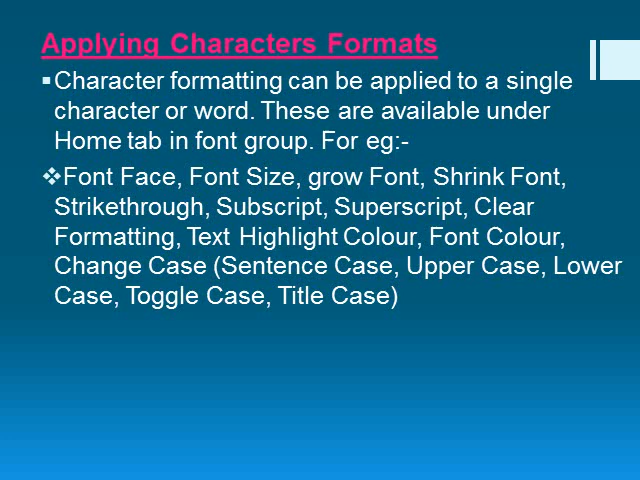 Applying Characters Formats
▪Character formatting can be applied to a single
character or word. These are available under
Home tab in font group. For eg:-
❖Font Face, Font Size, grow Font, Shrink Font,
Strikethrough, Subscript, Superscript, Clear
Formatting, Text Highlight Colour, Font Colour,
Change Case (Sentence Case, Upper Case, Lower
Case, Toggle Case, Title Case)